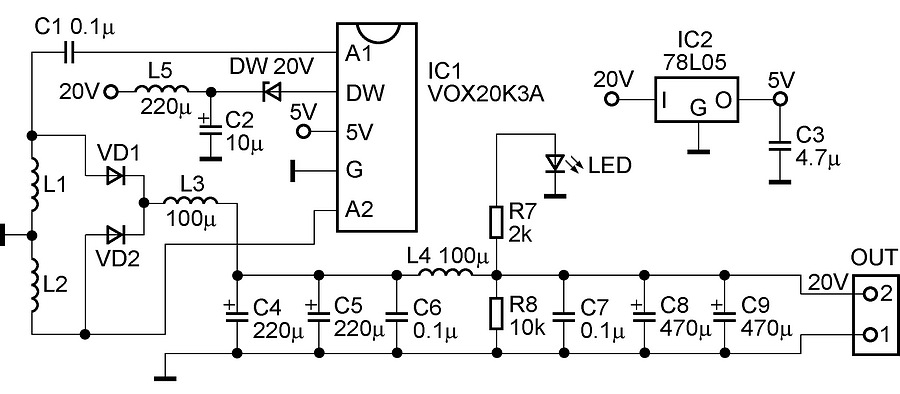 C1 0.1μ
A1
IC2
78L05
L5
DW 20V
IC1
VOX20K3A
20V
DW
20V
I
G
O
5V
220μ
C2
10μ
+
5V
5V
C3
4.7μ
VD1
G
LED
L1
L3
100μ
A2
R7
2k
VD2
L4 100μ
OUT
L2
20V
2
+
C4
220μ
+
C5
220μ
C6
0.1μ
R8
10k
C7
0.1μ
+
C8
470μ
+
C9
470μ
1